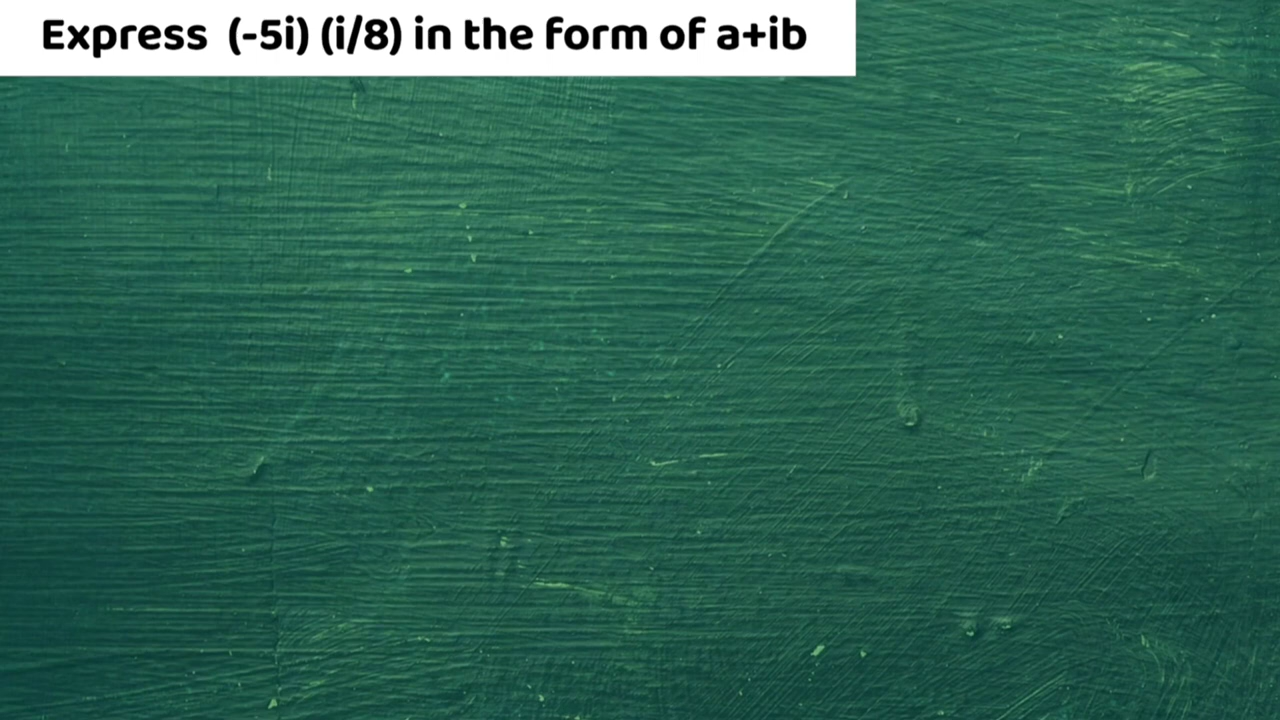 Express (-5i) (i/8) in the form of a+ib